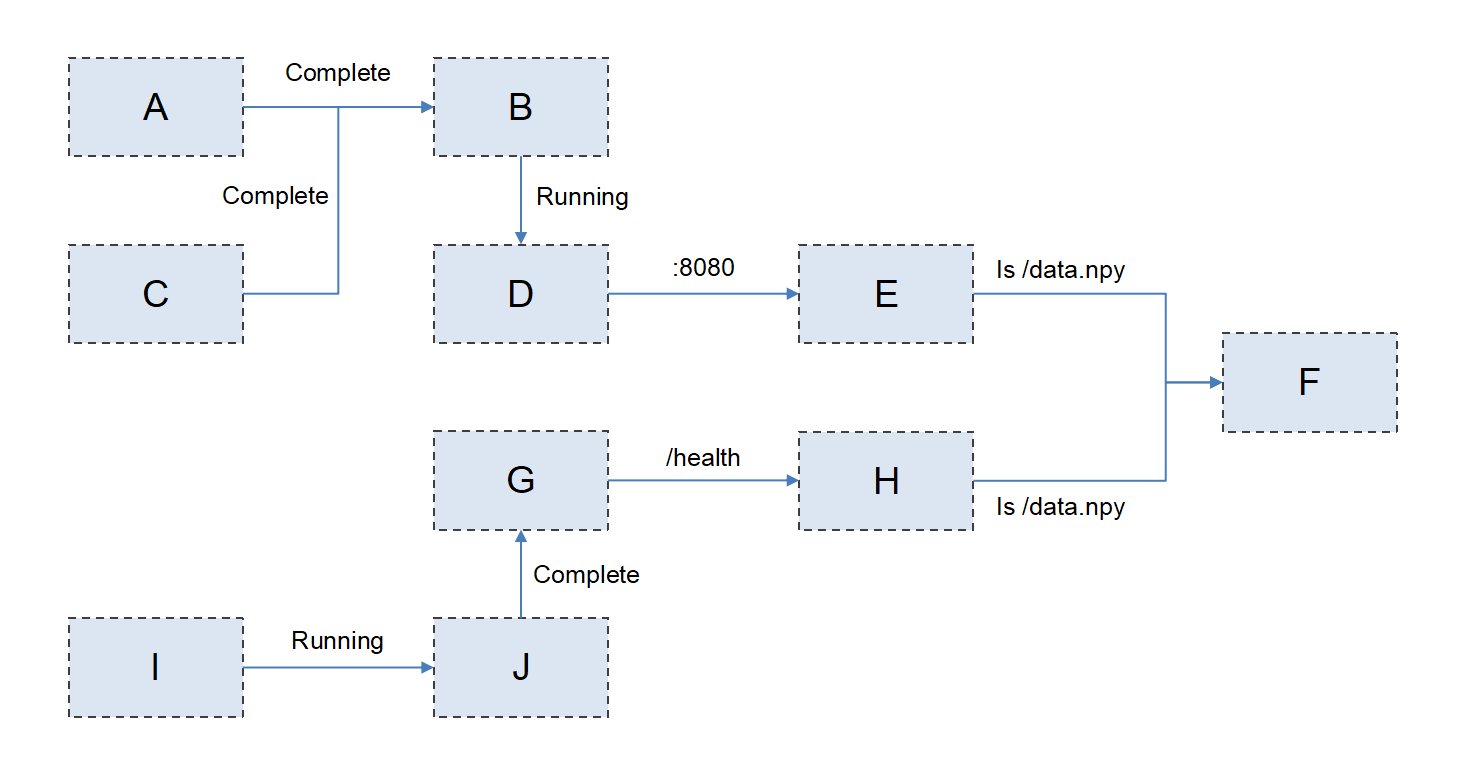 Complete
A
B
Complete
Running
C
D
:8080
E
ls /data.npy
F
G
/health
H
ls /data.npy
Complete
I
Running
J